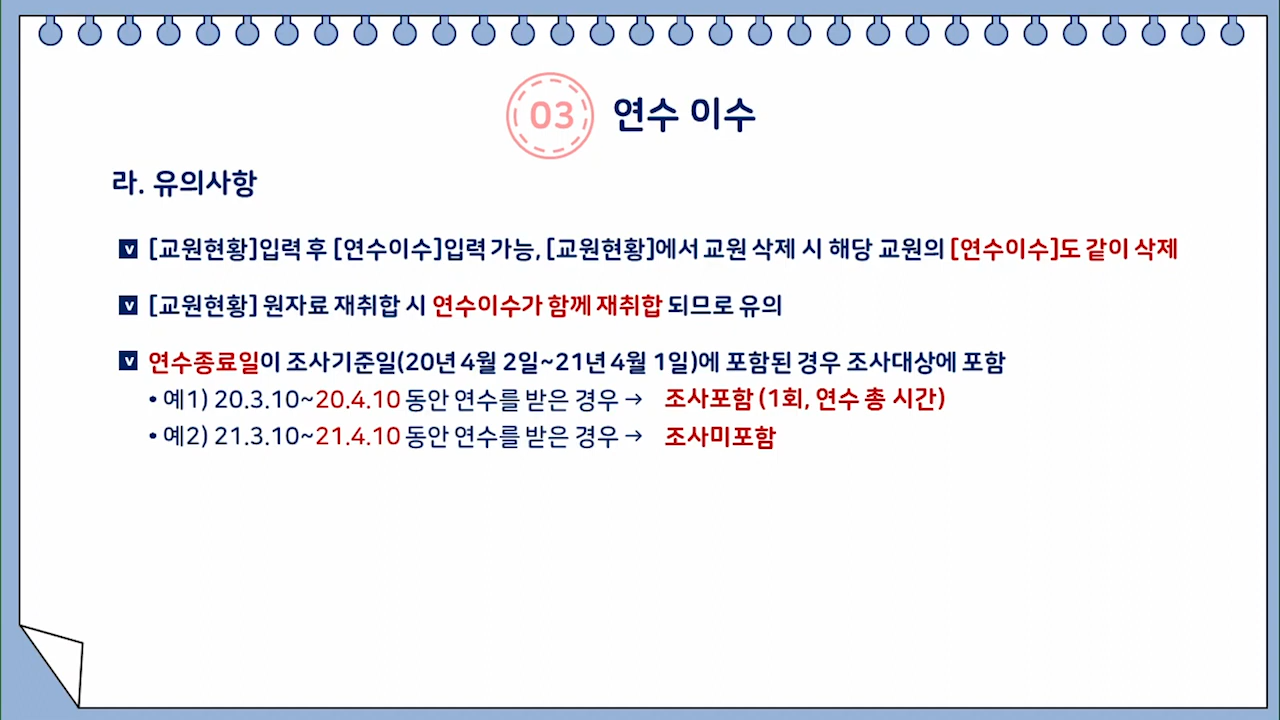 03 연수 이수
라. 유의사항
v [교원현황]입력 후 [연수이수]입력 가능, [교원현황]에서 교원 삭제 시 해당 교원의 [연수이수]도 같이 삭제
v [교원현황] 원자료 재취합 시 연수이수가 함께 재취합 되므로 유의
v 연수종료일이 조사기준일(20년 4월 2일~21년 4월 1일)에 포함된 경우 조사대상에 포함
• 예1) 20.3.10~20.4.10 동안 연수를 받은 경우 → 조사포함 (1회, 연수 총 시간)
• 예2) 21.3.10~21.4.10 동안 연수를 받은 경우 → 조사미포함